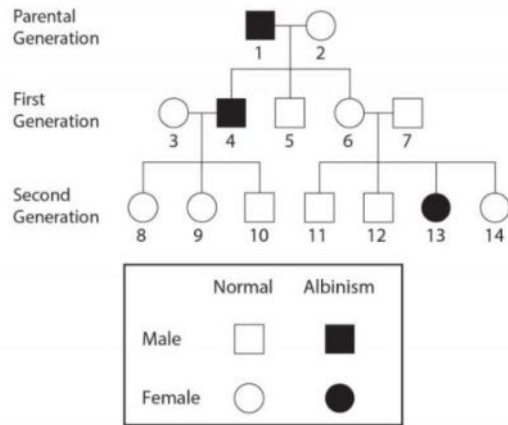 Parental
Generation
1 2
First
Generation
3 4 5 6 7
Second
Generation
8 9 10 11 12 13 14
Normal Albinism
Male
Female